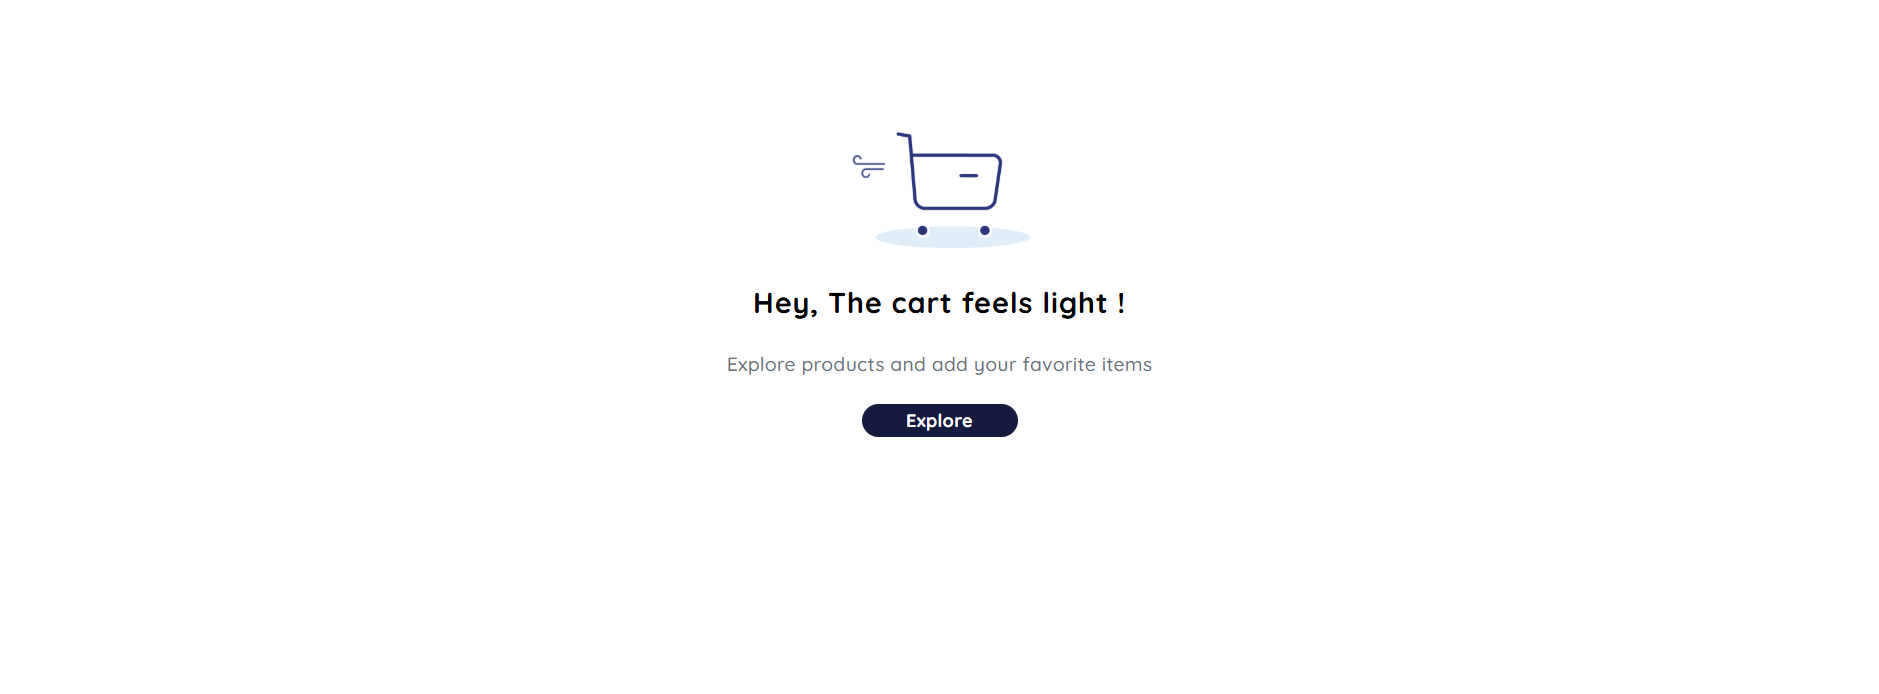 Hey, The cart feels light !
Explore products and add your favorite items
Explore